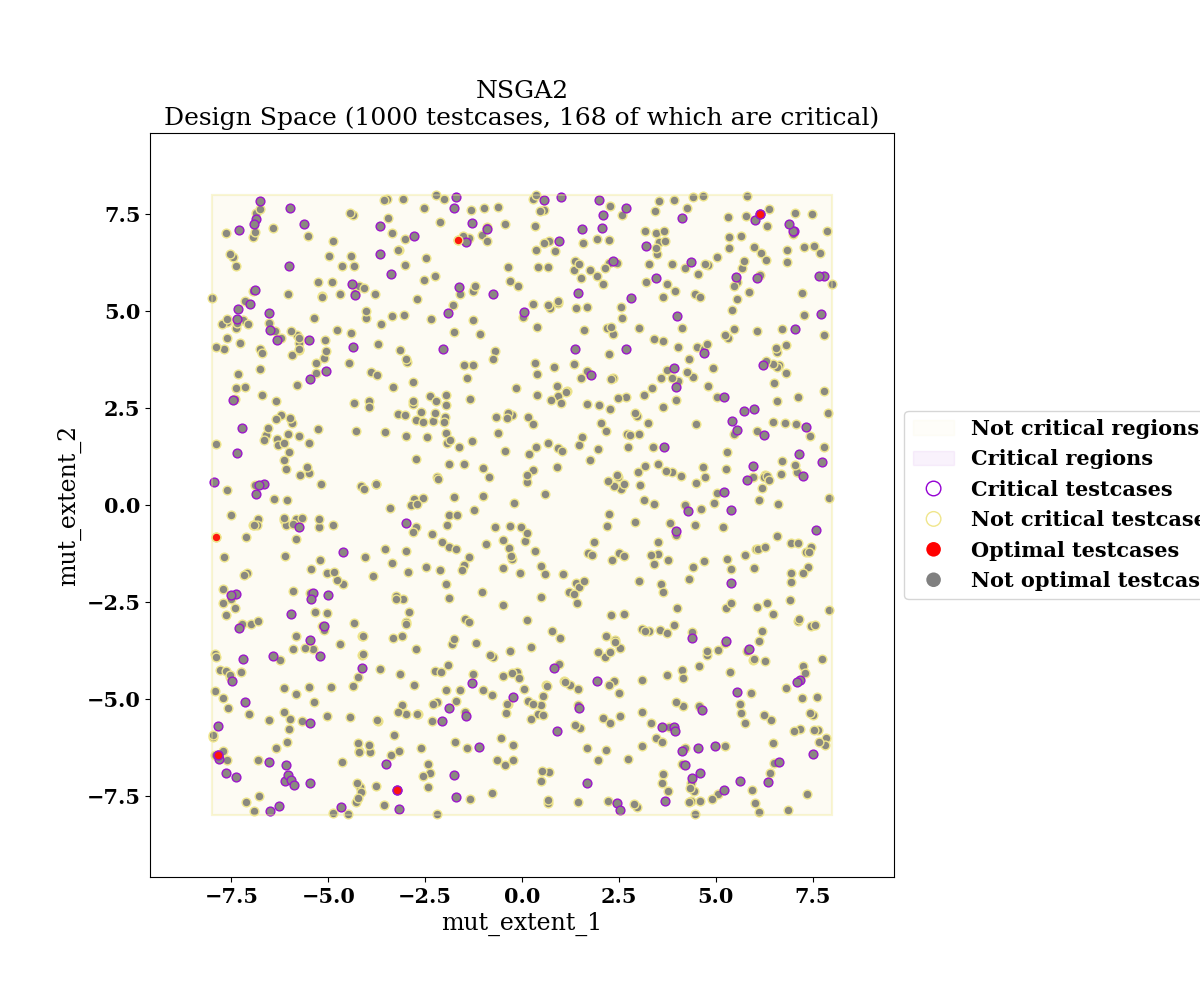 NSGA2
Design Space (1000 testcases, 168 of which are critical)
mut_extent_2
7.5
5.0
2.5
0.0
−2.5
−5.0
−7.5
−7.5
−5.0
−2.5
0.0
2.5
5.0
7.5
mut_extent_1
Not critical regions
Critical regions
Critical testcases
Not critical testcase
Optimal testcases
Not optimal testcas